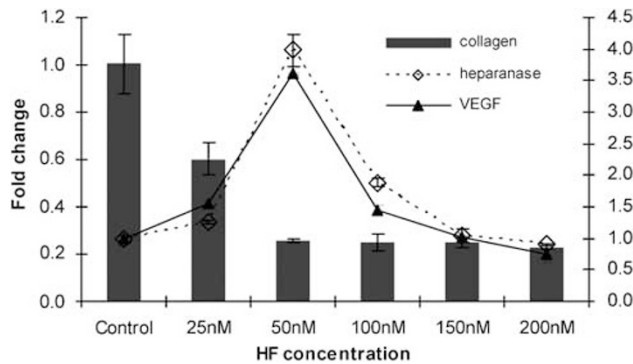 1.2
1.0
0.8
0.6
0.4
0.2
0.0
Fold change
4.5
4.0
3.5
3.0
2.5
2.0
1.5
1.0
0.5
0.0
collagen
heparanase
VEGF
Control 25nM 50nM 100nM 150nM 200nM
HF concentration